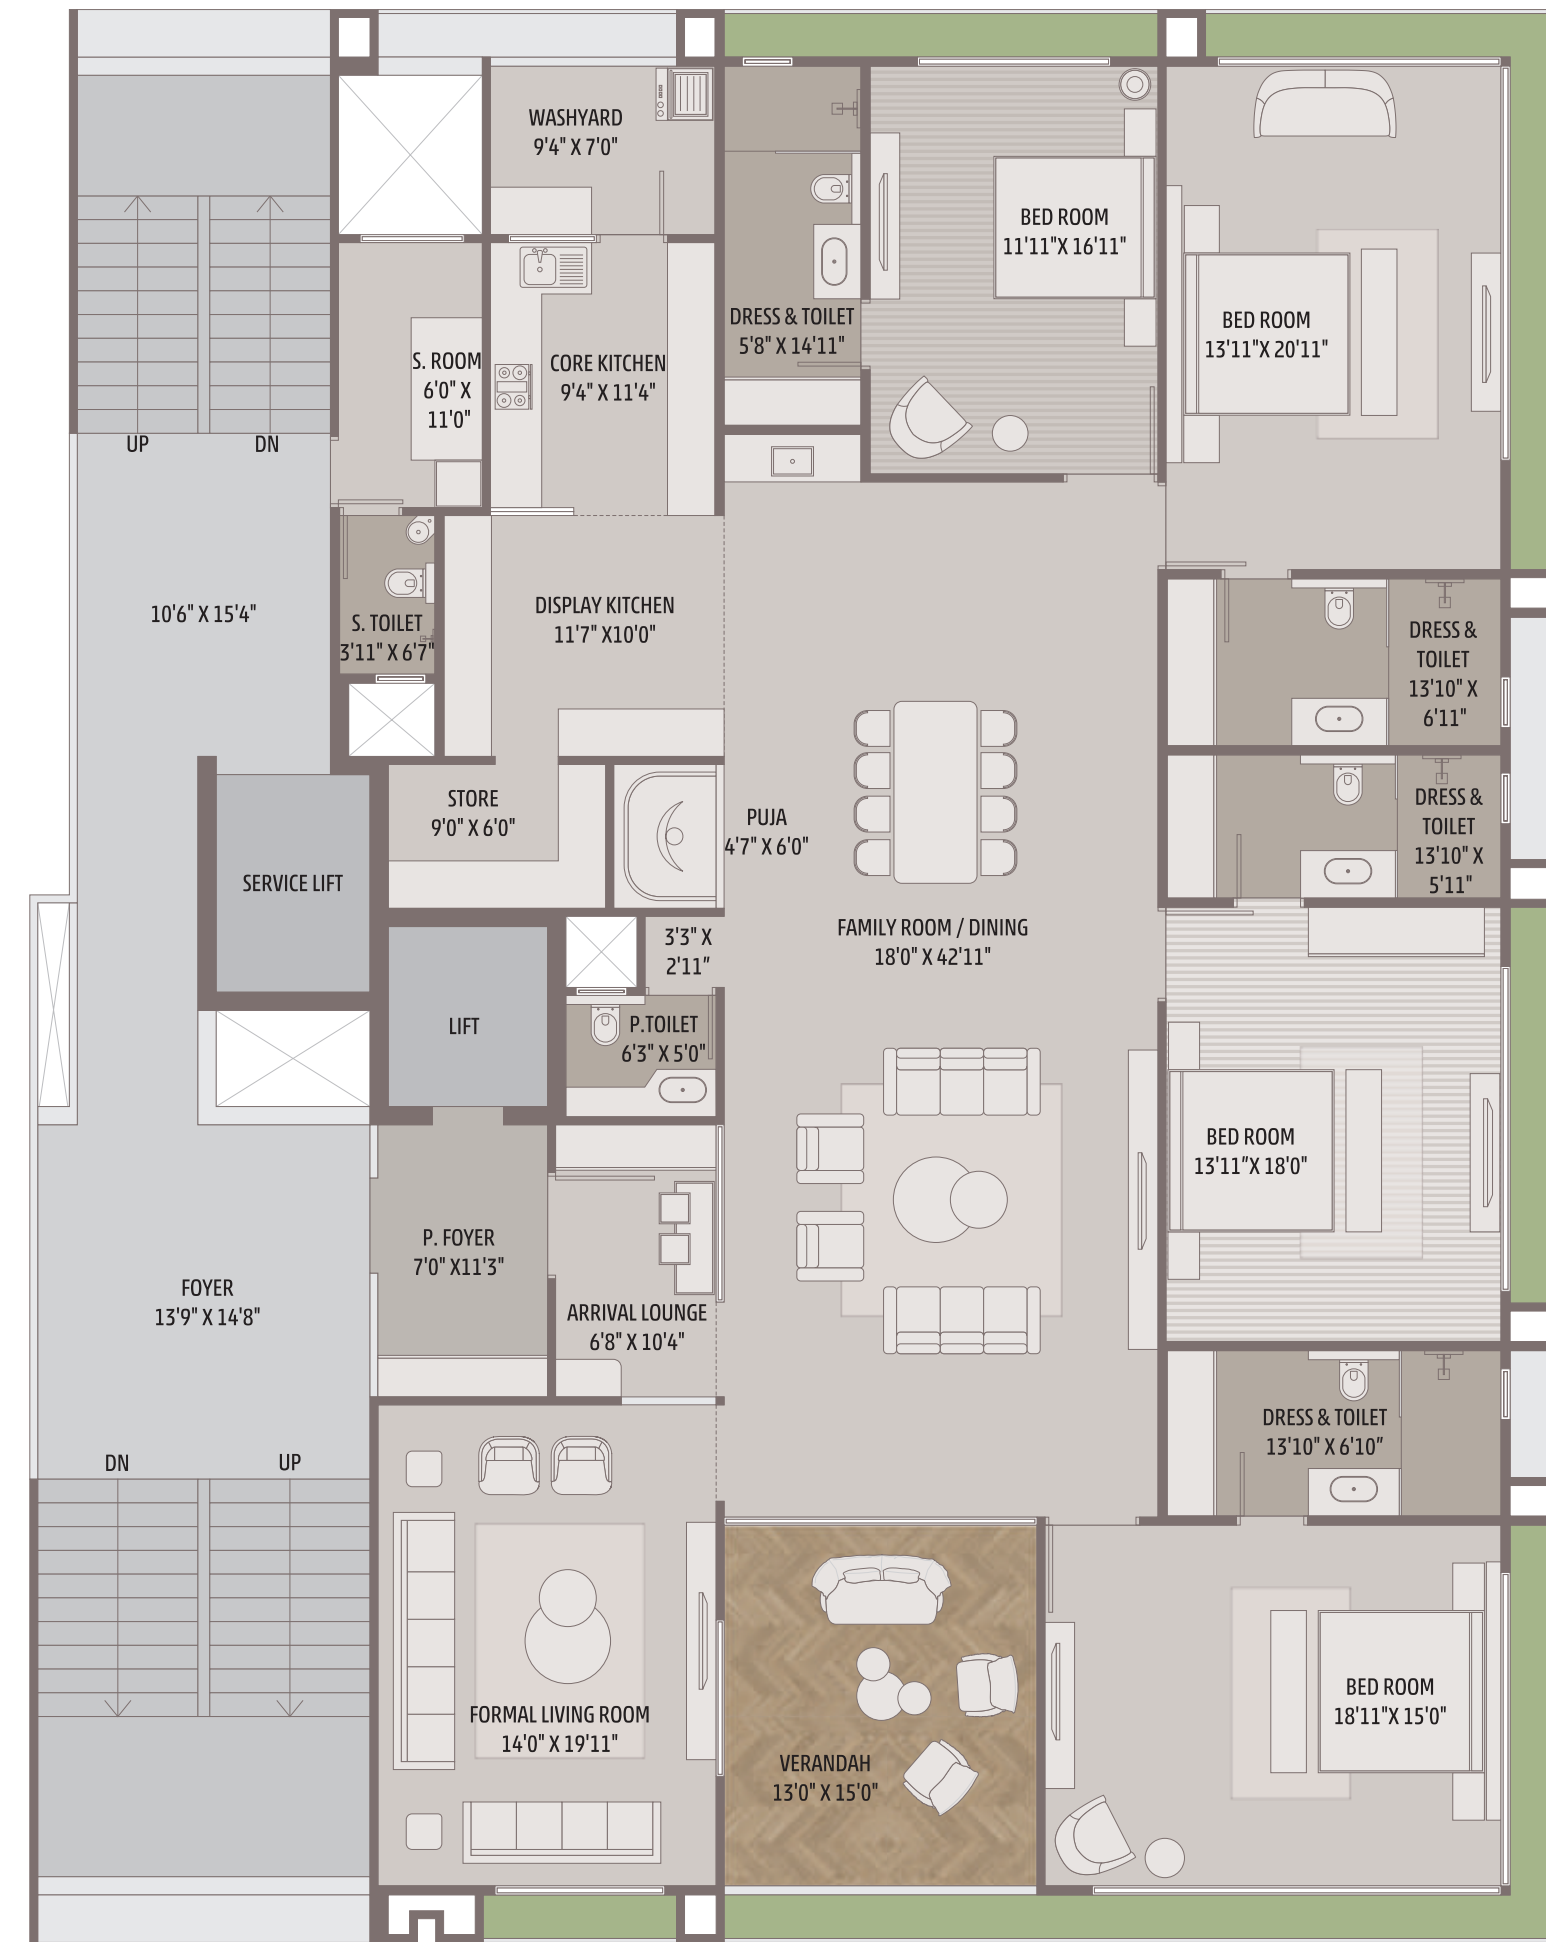 WASHYARD
9'4" X 7'0"
BED ROOM
11'11"X 16'11"
DRESS & TOILET
5'8" X 14'11"
BED ROOM
13'11"X 20'11"
S. ROOM
6'0" X
11'0"
CORE KITCHEN
9'4" X 11'4"
UP
DN
10'6" X 15'4"
S. TOILET
3'11" X 6'7"
DISPLAY KITCHEN
11'7" X10'0"
DRESS &
TOILET
13'10" X
6'11"
STORE
9'0" X 6'0"
PUJA
4'7" X 6'0"
DRESS &
TOILET
13'10" X
5'11"
SERVICE LIFT
FAMILY ROOM / DINING
18'0" X 42'11"
3'3" X
2'11"
LIFT
P.TOILET
6'3" X 5'0"
BED ROOM
13'11"X 18'0"
P. FOYER
7'0" X11'3"
FOYER
13'9" X 14'8"
ARRIVAL LOUNGE
6'8" X 10'4"
DRESS & TOILET
13'10" X 6'10"
DN
UP
FORMAL LIVING ROOM
14'0" X 19'11"
VERANDAH
13'0" X 15'0"
BED ROOM
18'11"X 15'0"